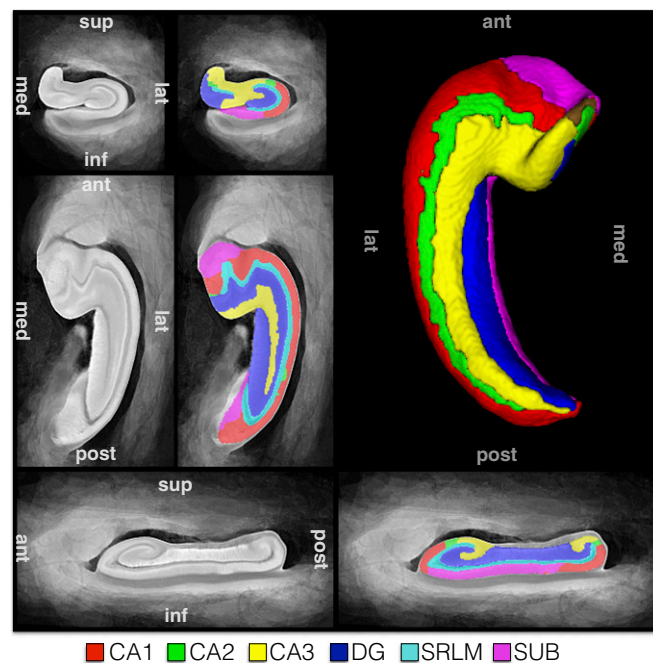 sup
med
lat
inf
ant
med
lat
post
sup
ant
post
inf
ant
lat
med
post
CA1 CA2 CA3 DG SRLM SUB